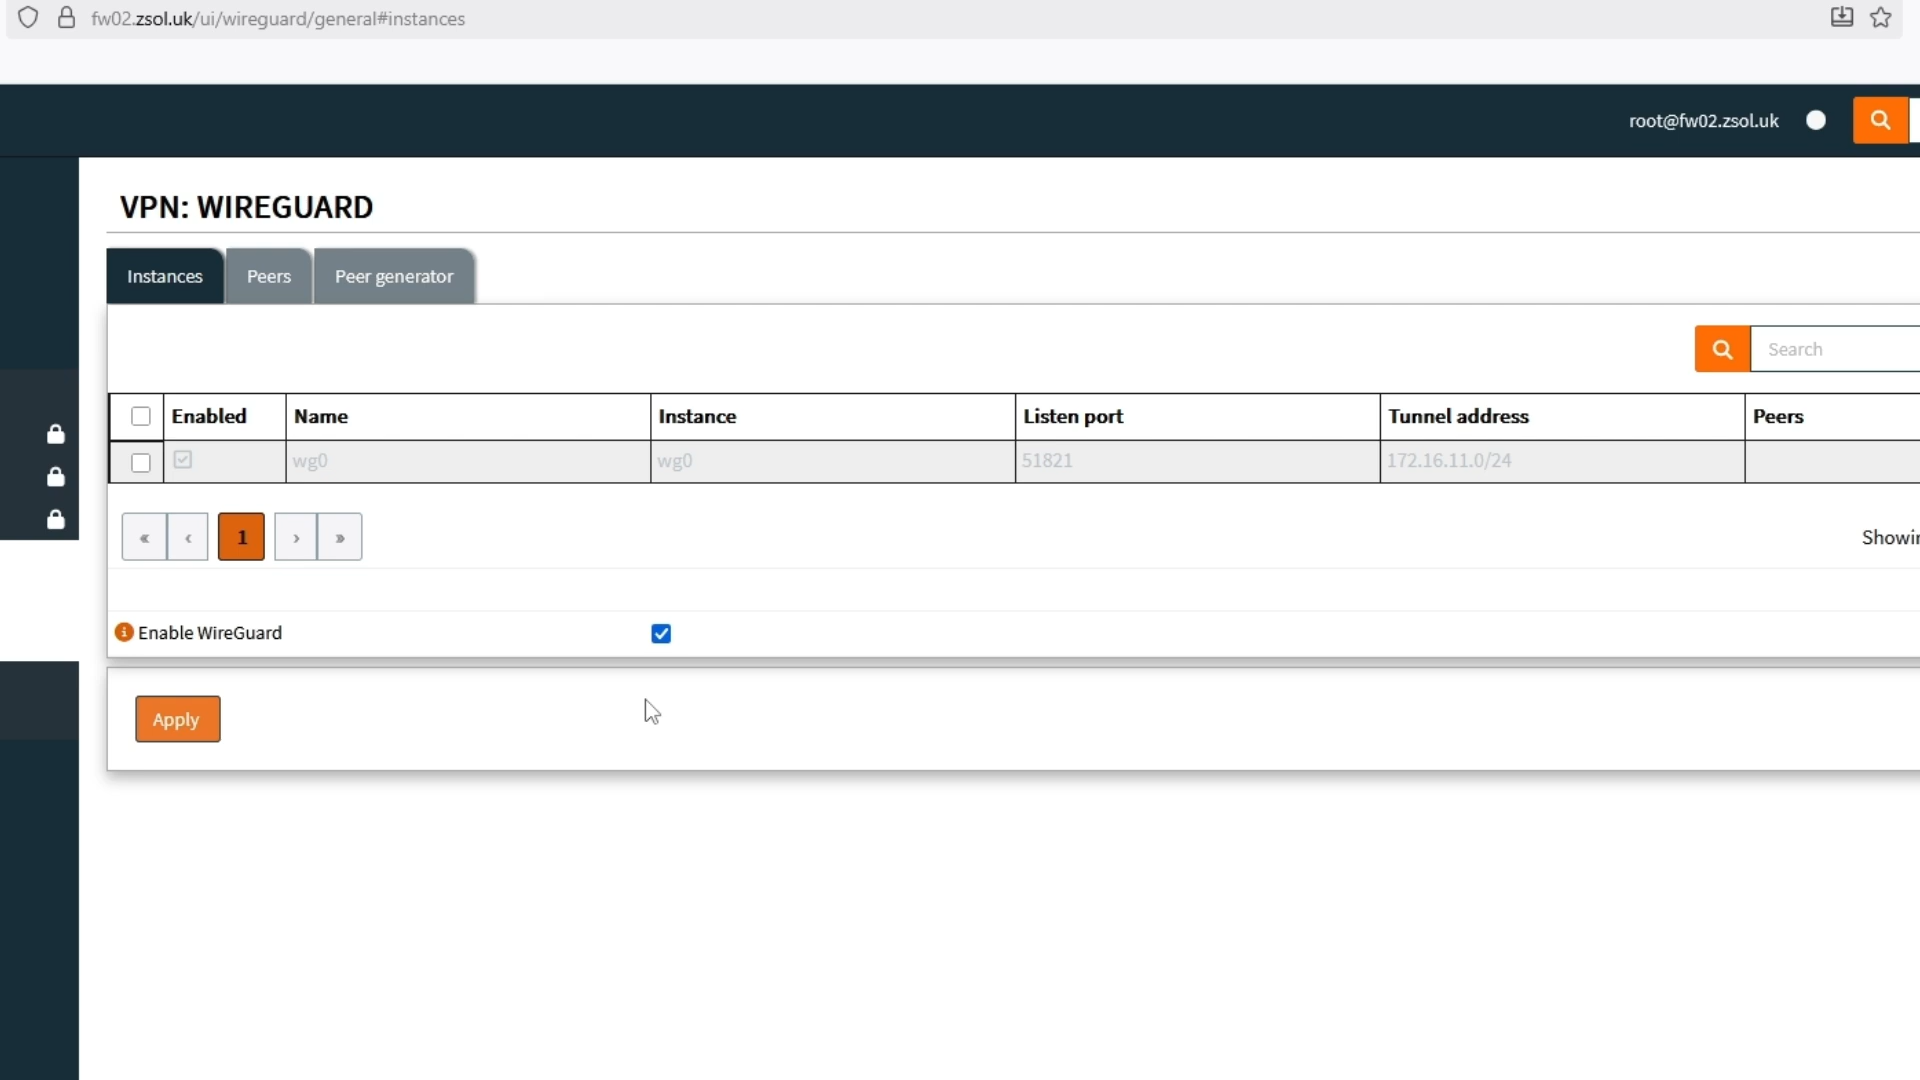 fw02.zsol.uk/ui/wireguard/general#instances
root@fw02.zsol.uk
VPN: WIREGUARD
Instances Peers Peer generator
Search
Enabled Name Instance Listen port Tunnel address Peers
wg0 wg0 51821 172.16.11.0/24
« ‹ 1 › »
Showin
Enable WireGuard
Apply